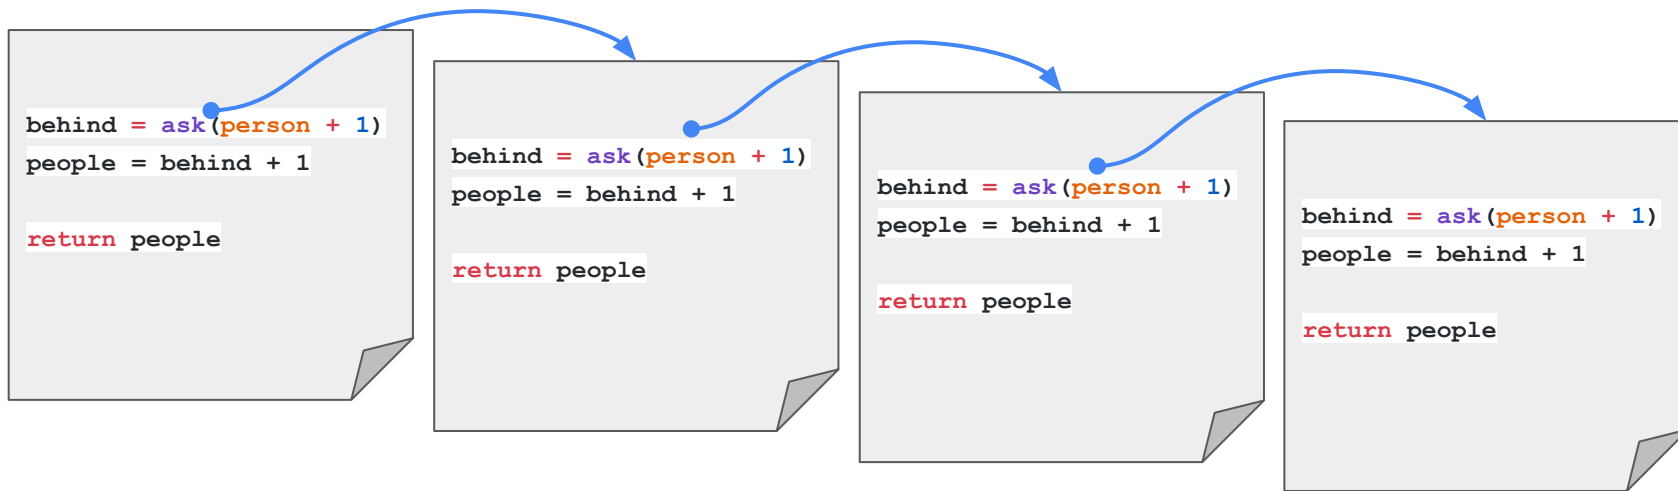 behind = ask(person + 1)
people = behind + 1
return people
behind = ask(person + 1)
people = behind + 1
return people
behind = ask(person + 1)
people = behind + 1
return people
behind = ask(person + 1)
people = behind + 1
return people